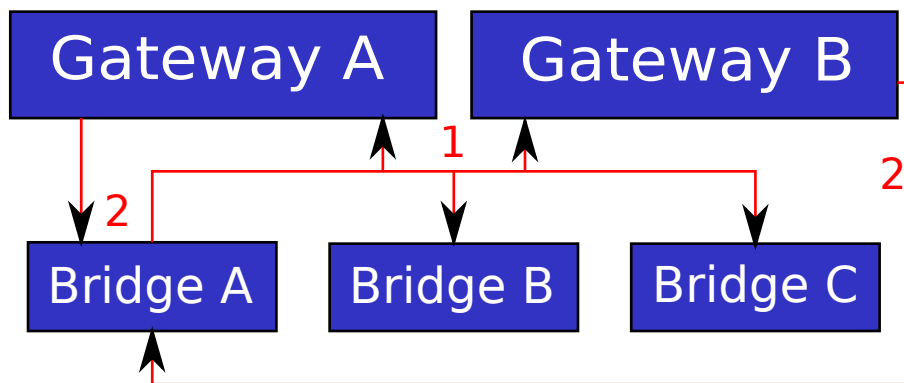 Gateway A
Gateway B
1
2
2
Bridge A
Bridge B
Bridge C